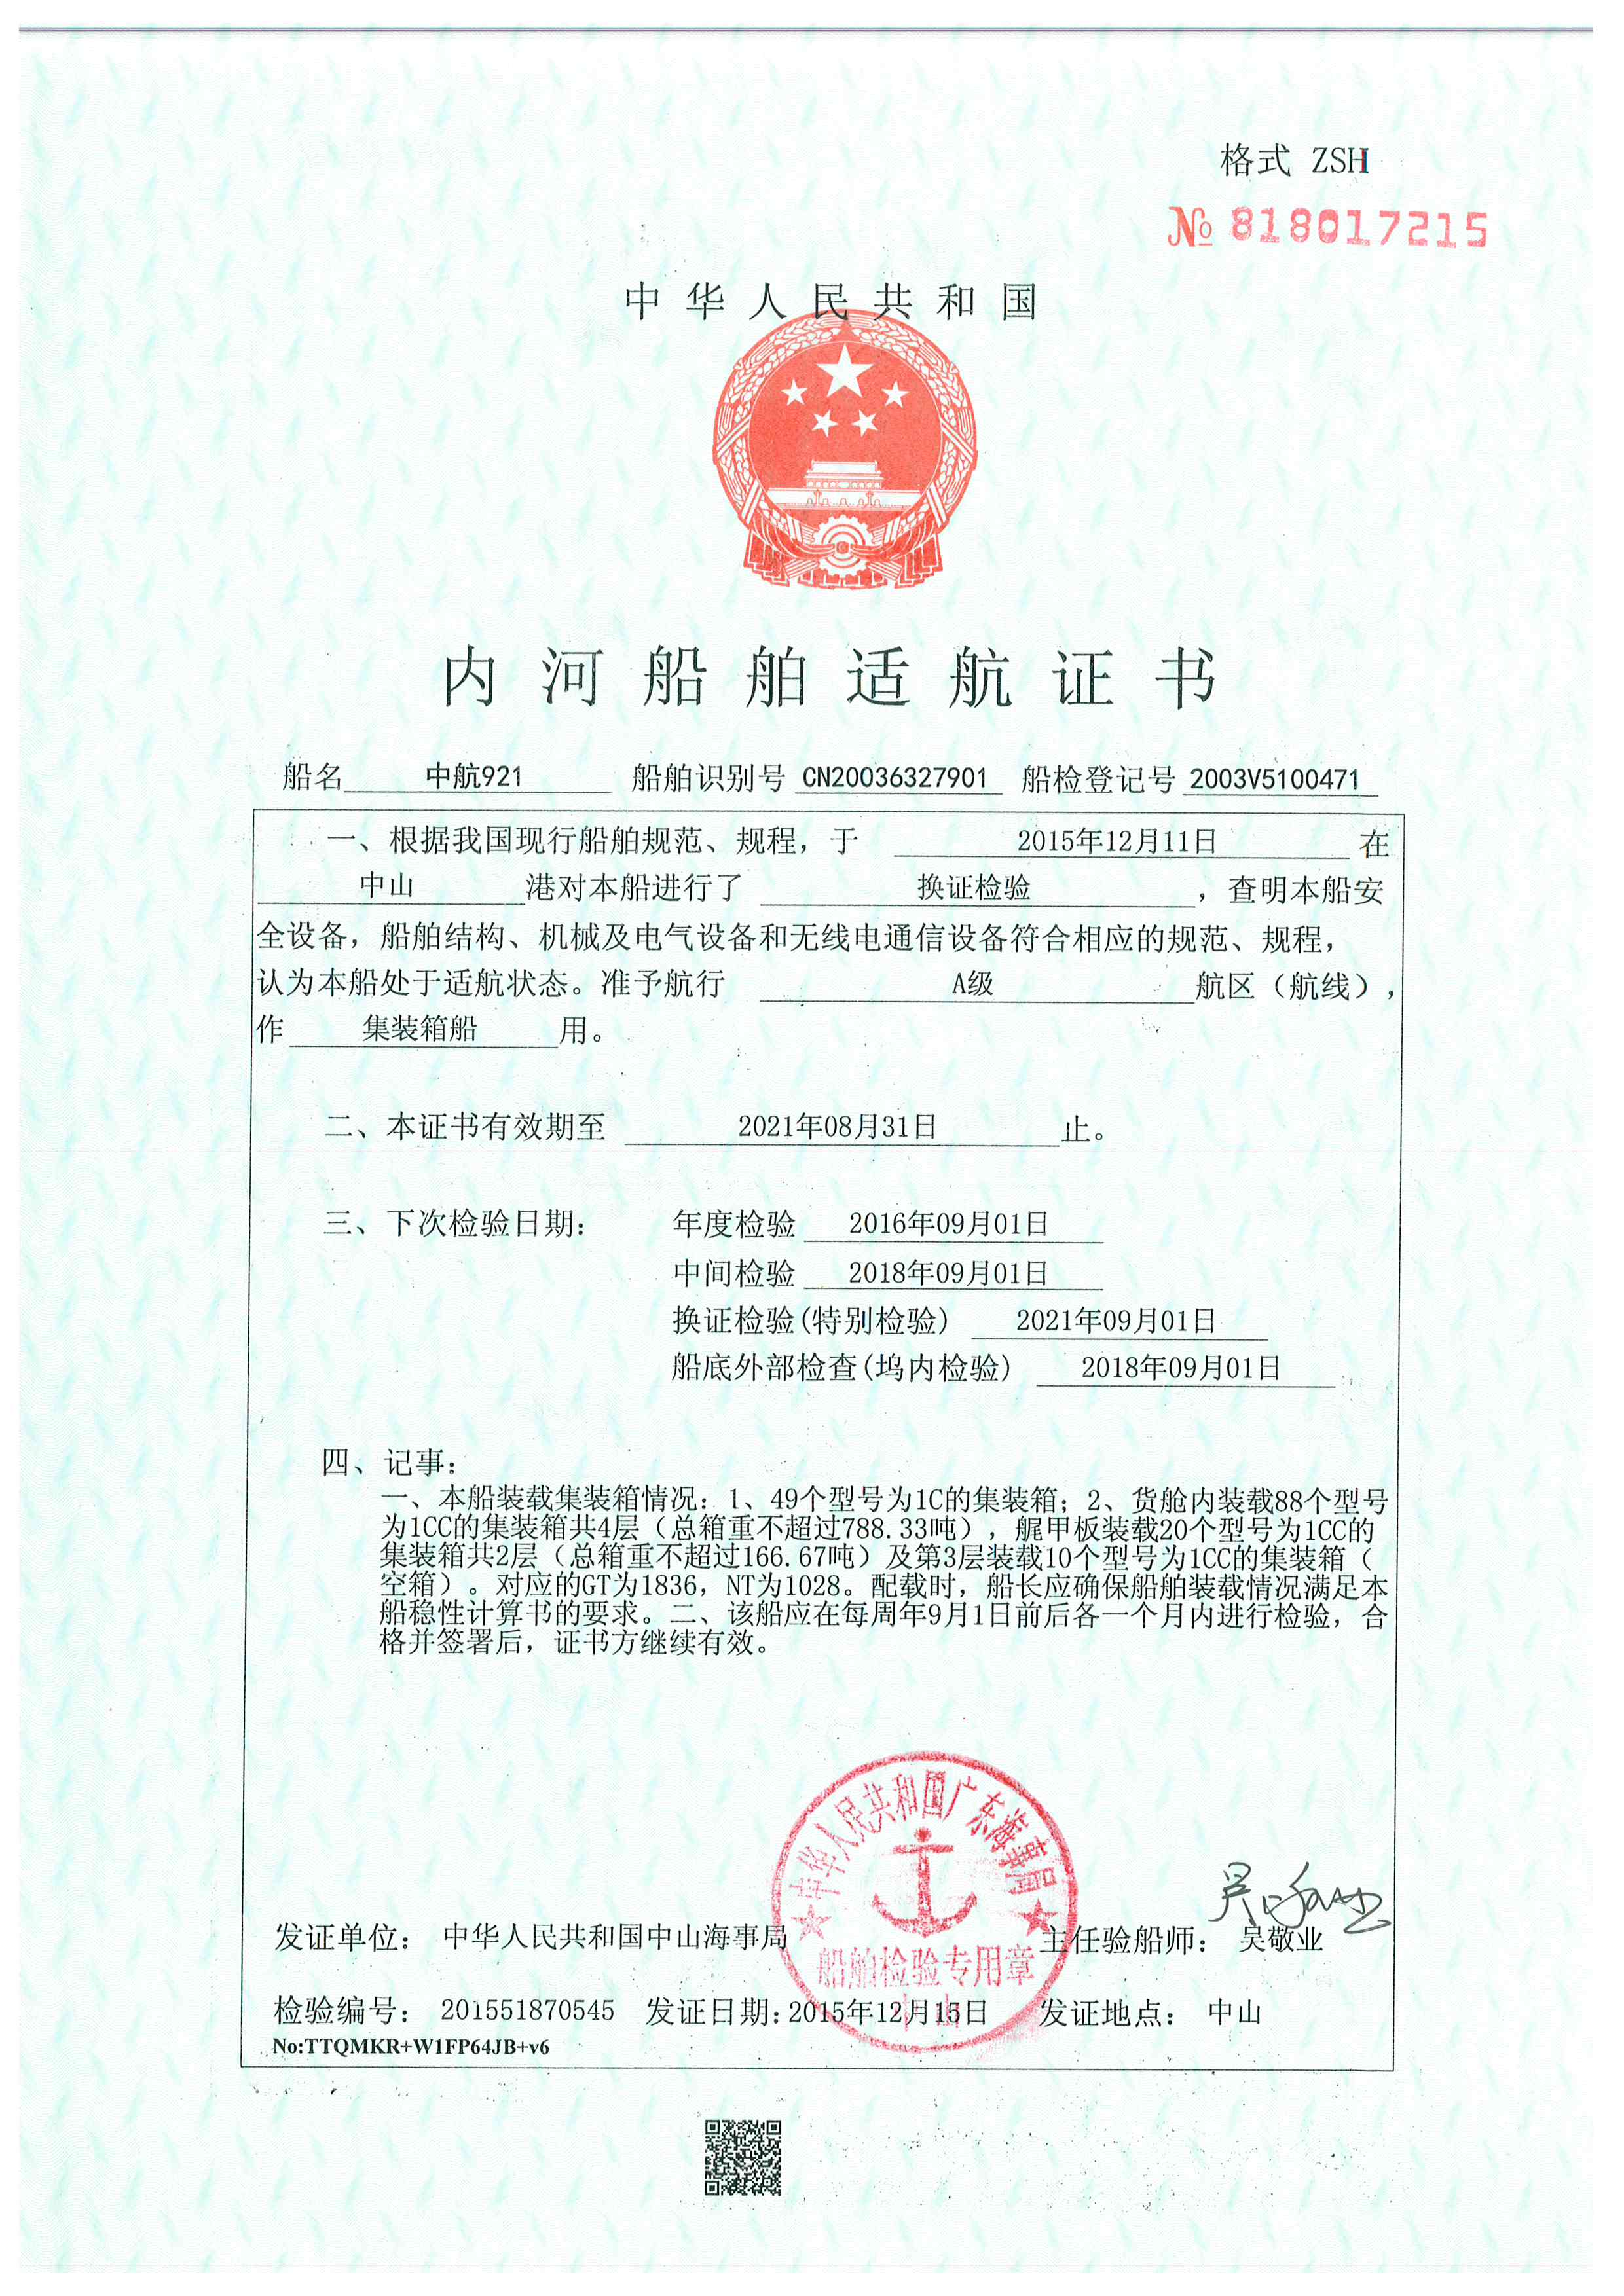 格式 ZSH
№ 818017215
中华人民共和国
内河船舶适航证书
船名 中航921 船舶识别号 CN20036327901 船检登记号 2003V5100471
一、根据我国现行船舶规范、规程，于 2015年12月11日 在
中山 港对本船进行了 换证检验 ，查明本船安
全设备，船舶结构、机械及电气设备和无线电通信设备符合相应的规范、规程，
认为本船处于适航状态。准予航行 A级 航区（航线），
作 集装箱船 用。
二、本证书有效期至 2021年08月31日 止。
三、下次检验日期： 年度检验 2016年09月01日
中间检验 2018年09月01日
换证检验(特别检验) 2021年09月01日
船底外部检查(坞内检验) 2018年09月01日
四、记事：
一、本船装载集装箱情况：1、49个型号为1C的集装箱；2、货舱内装载88个型号
为1CC的集装箱共4层（总箱重不超过788.33吨），艉甲板装载20个型号为1CC的
集装箱共2层（总箱重不超过166.67吨）及第3层装载10个型号为1CC的集装箱（
空箱）。对应的GT为1836，NT为1028。配载时，船长应确保船舶装载情况满足本
船稳性计算书的要求。二、该船应在每周年9月1日前后各一个月内进行检验，合
格并签署后，证书方继续有效。
中华人民共和国广东海事局
船舶检验专用章
中山
发证单位： 中华人民共和国中山海事局 主任验船师： 吴敬业
检验编号： 201551870545 发证日期：2015年12月15日 发证地点： 中山
No:TTQMKR+W1FP64JB+v6